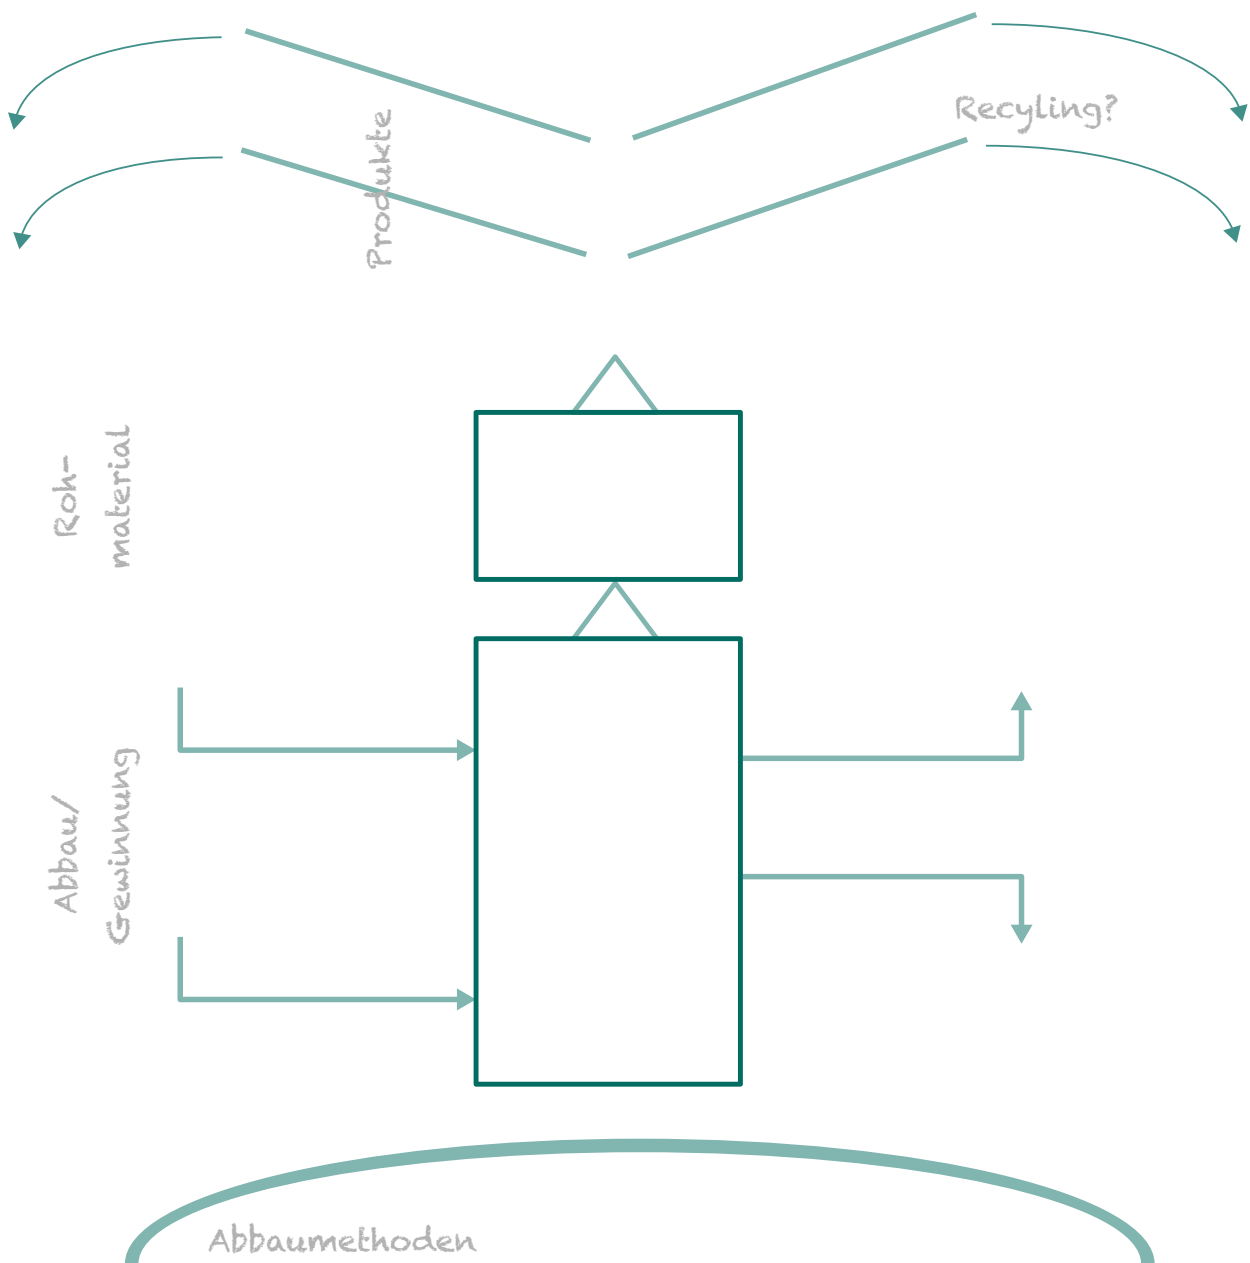 Recyling?
Produkte
Roh-
material
Abbau/
Gewinnung
Abbaumethoden